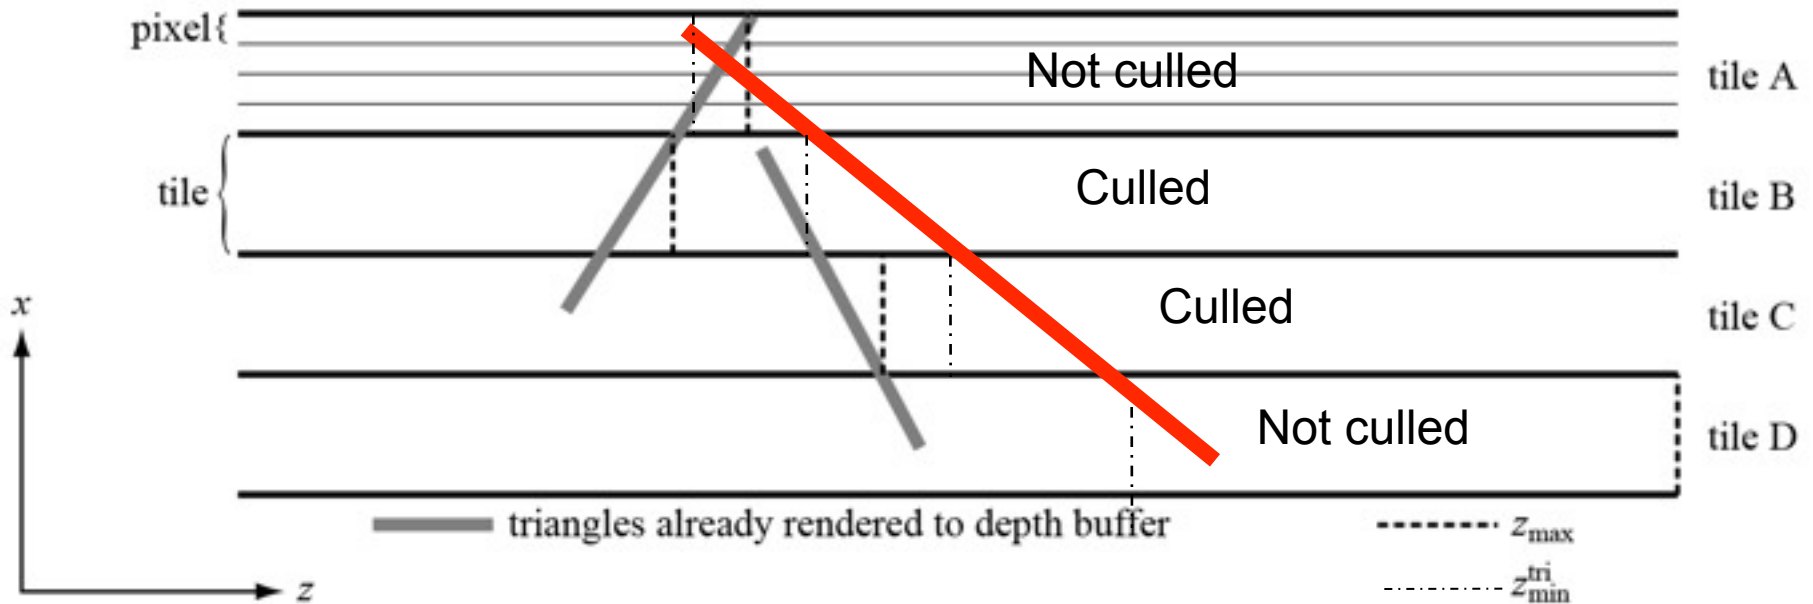 pixel{
Not culled
tile A
tile {
Culled
tile B
x
Culled
tile C
Not culled
tile D
triangles already rendered to depth buffer
z_max
z
z_min^tri